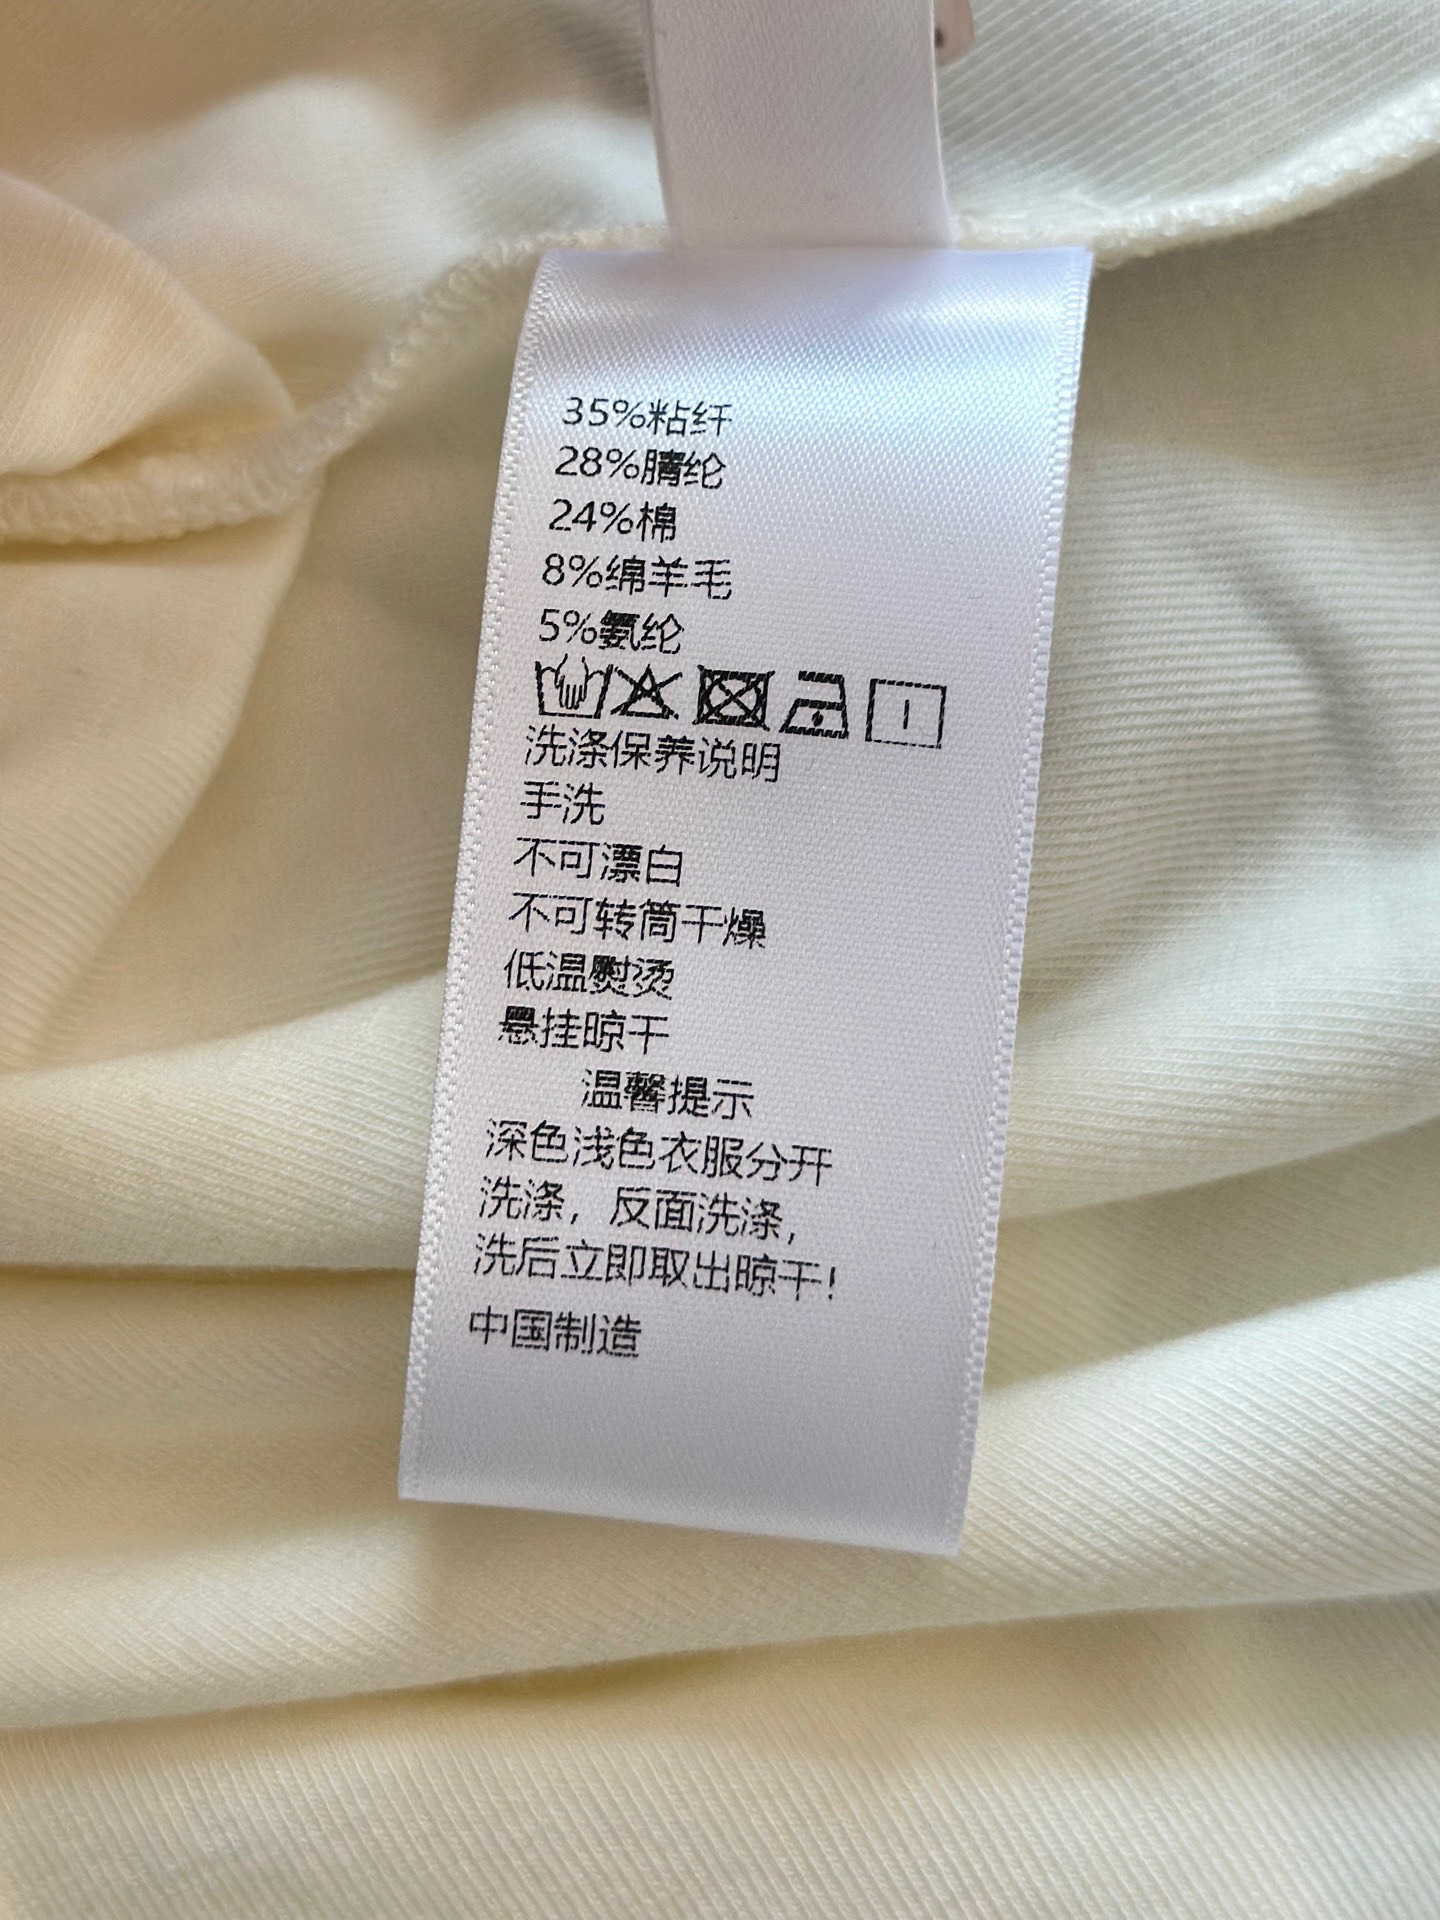 35%粘纤
28%腈纶
24%棉
8%绵羊毛
5%氨纶
洗涤保养说明
手洗
不可漂白
不可转筒干燥
低温熨烫
悬挂晾干
温馨提示
深色浅色衣服分开
洗涤，反面洗涤，
洗后立即取出晾干!
中国制造